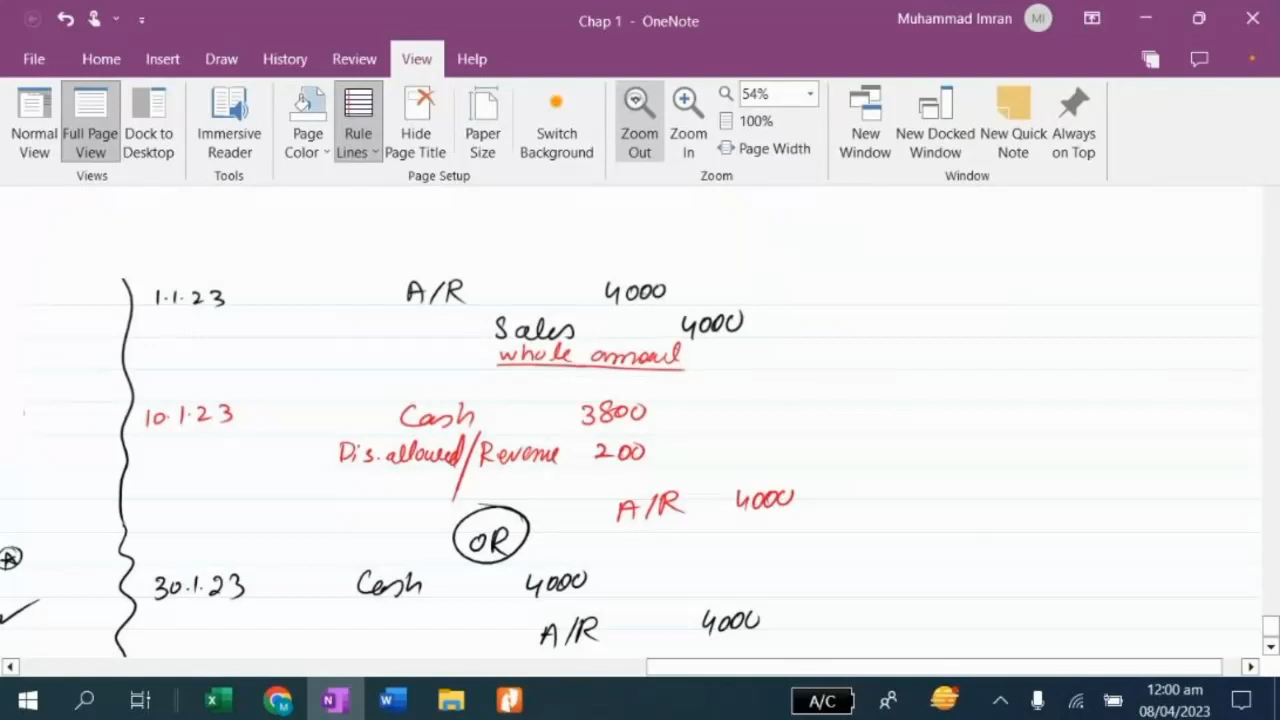 Chap 1 - OneNote
Muhammad Imran
MI
File Home Insert Draw History Review View Help
Normal View
Full Page View
Dock to Desktop
Immersive Reader
Page Color
Rule Lines
Hide Page Title
Paper Size
Switch Background
Zoom Out
Zoom In
54%
100%
Page Width
New Window
New Docked Window
New Quick Note
Always on Top
Views
Tools
Page Setup
Zoom
Window
1.1.23 A/R 4000
Sales 4000
whole amount
10.1.23 Cash 3800
Dis.allowed/Revenue 200
A/R 4000
OR
30.1.23 Cash 4000
A/R 4000
A/C
12:00 am
08/04/2023